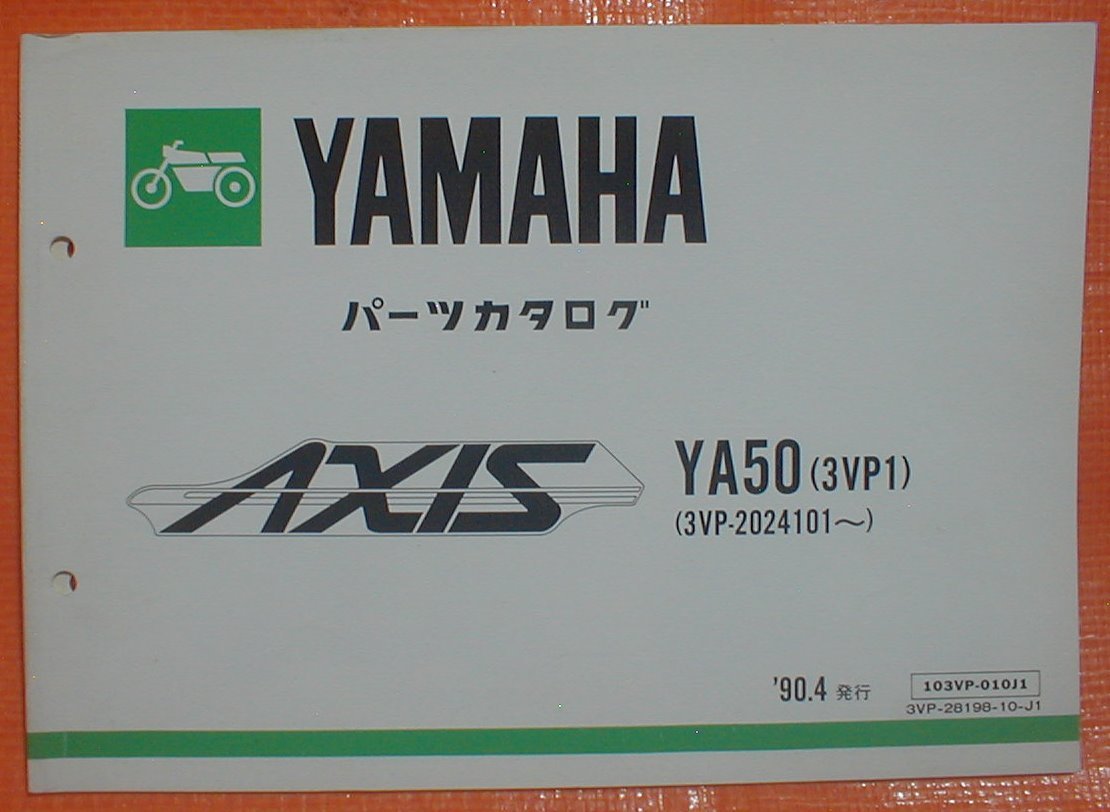 YAMAHA
パーツカタログ
AXIS
YA50 (3VP1)
(3VP-2024101〜)
'90.4 発行
103VP-010J1
3VP-28198-10-J1